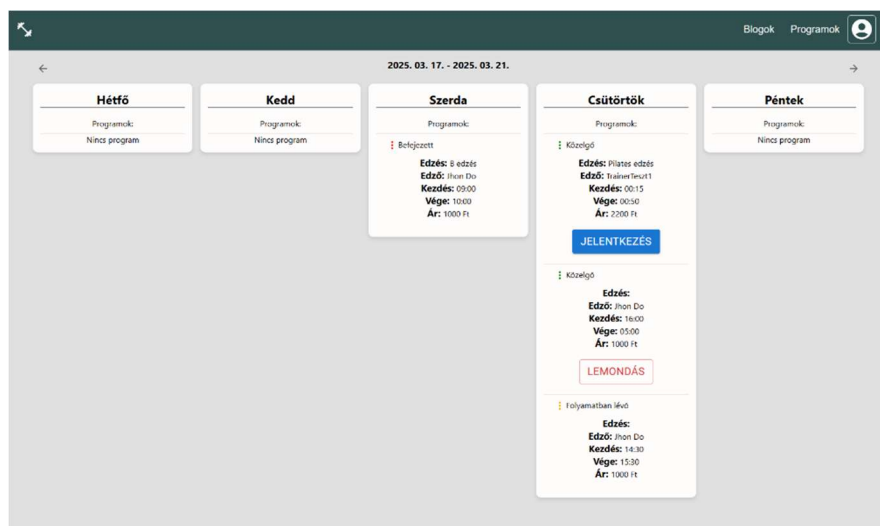 Blogok Programok
2025. 03. 17. - 2025. 03. 21.
Hétfő
Programok:
Nincs program
Kedd
Programok:
Nincs program
Szerda
Programok:
Befejezett
Edzés: B edzés
Edző: Jhon Do
Kezdés: 09:00
Vége: 10:00
Ár: 1000 Ft
Csütörtök
Programok:
Közelgő
Edzés: Pilates edzés
Edző: TrainerTeszt1
Kezdés: 00:15
Vége: 00:50
Ár: 2200 Ft
JELENTKEZÉS
Közelgő
Edzés:
Edző: Jhon Do
Kezdés: 16:00
Vége: 05:00
Ár: 1000 Ft
LEMONDÁS
Folyamatban lévő
Edzés:
Edző: Jhon Do
Kezdés: 14:30
Vége: 15:30
Ár: 1000 Ft
Péntek
Programok:
Nincs program